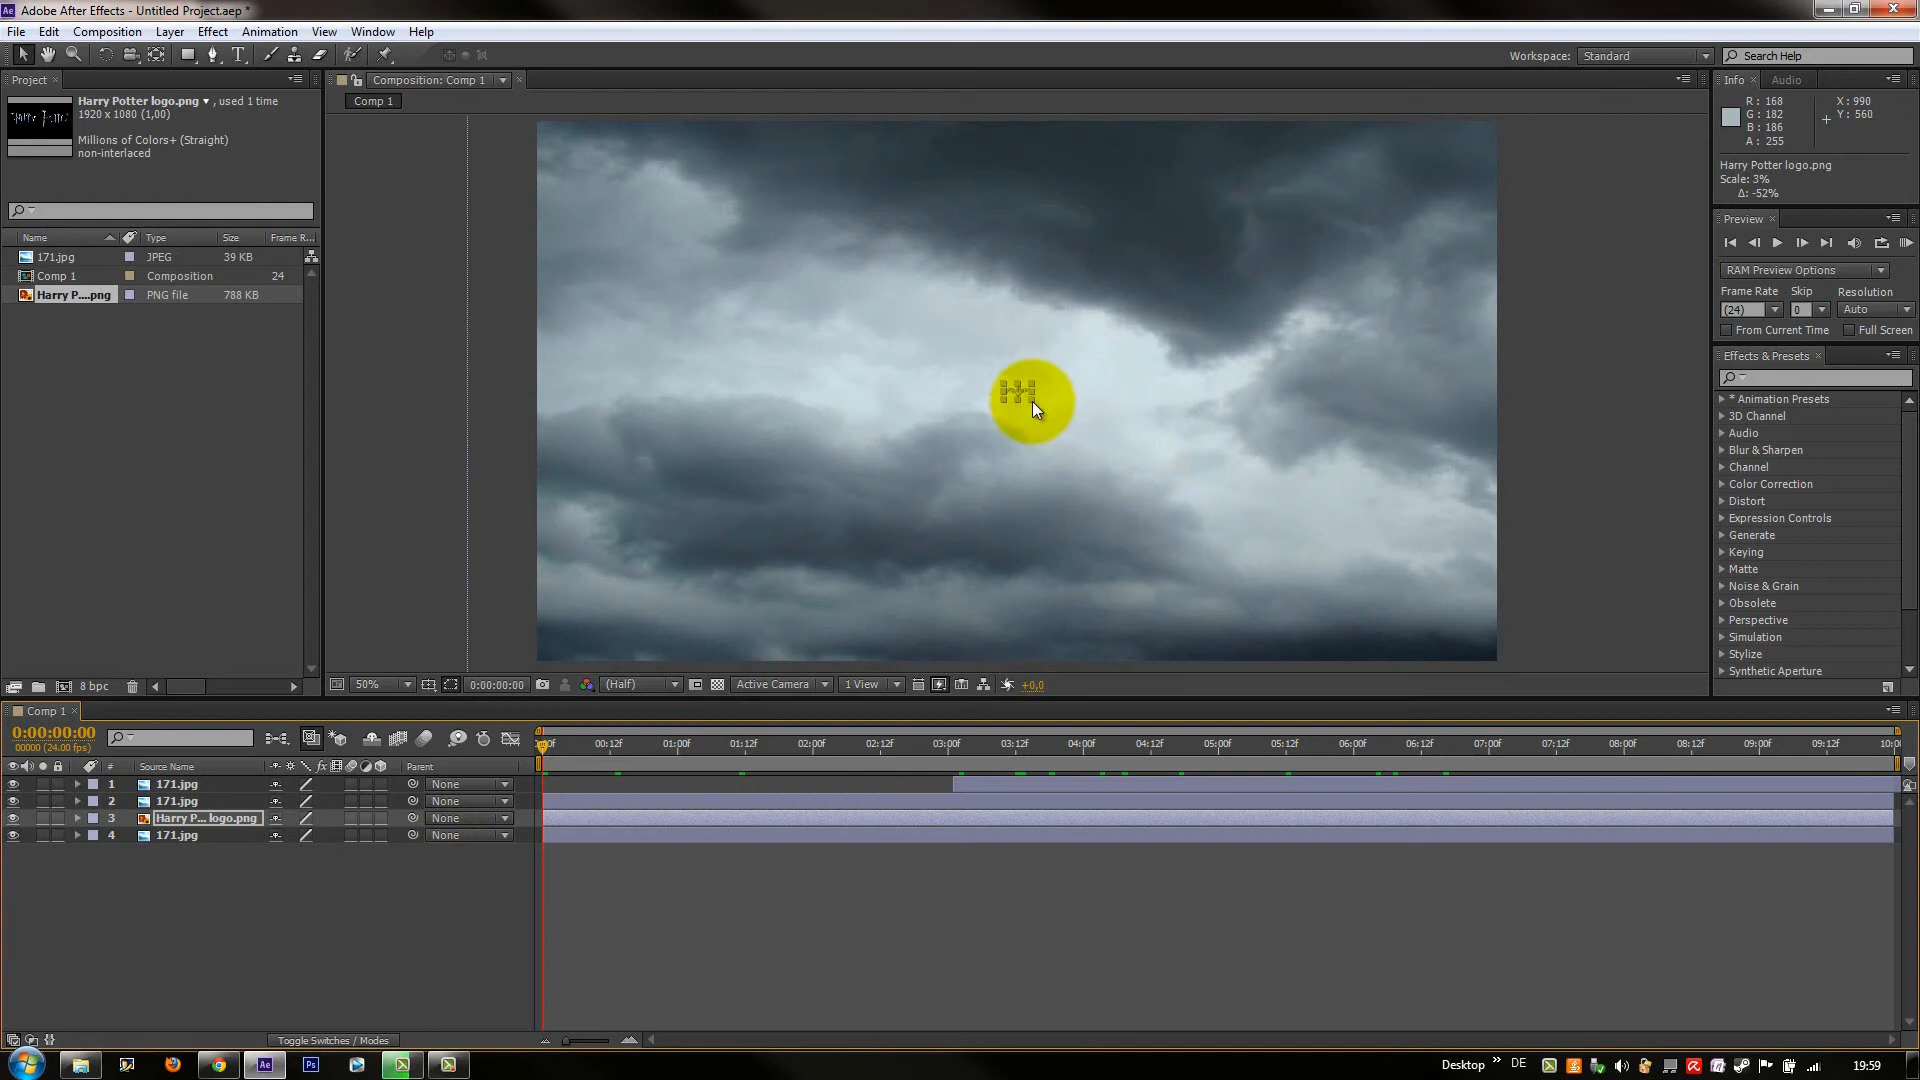 Adobe After Effects - Untitled Project.aep *
File Edit Composition Layer Effect Animation View Window Help
Workspace: Standard Search Help
Project
Harry Potter logo.png ▼ , used 1 time
1920 x 1080 (1,00)
Millions of Colors+ (Straight)
non-interlaced
Name Type Size Frame R...
171.jpg JPEG 39 KB
Comp 1 Composition 24
Harry P....png PNG file 788 KB
8 bpc
Composition: Comp 1
Comp 1
50% 0:00:00:00 (Half) Active Camera 1 View +0,0
Info Audio
R: 168 X: 990
G: 182 Y: 560
B: 186
A: 255
Harry Potter logo.png
Scale: 3%
Δ: -52%
Preview
RAM Preview Options
Frame Rate Skip Resolution
(24) 0 Auto
From Current Time Full Screen
Effects & Presets
* Animation Presets
3D Channel
Audio
Blur & Sharpen
Channel
Color Correction
Distort
Expression Controls
Generate
Keying
Matte
Noise & Grain
Obsolete
Perspective
Simulation
Stylize
Synthetic Aperture
Comp 1
0:00:00:00
00000 (24.00 fps)
00:12f 01:00f 01:12f 02:00f 02:12f 03:00f 03:12f 04:00f 04:12f 05:00f 05:12f 06:00f 06:12f 07:00f 07:12f 08:00f 08:12f 09:00f 09:12f 10:00
# Source Name fx Parent
1 171.jpg None
2 171.jpg None
3 Harry P... logo.png None
4 171.jpg None
Toggle Switches / Modes
Desktop DE 19:59